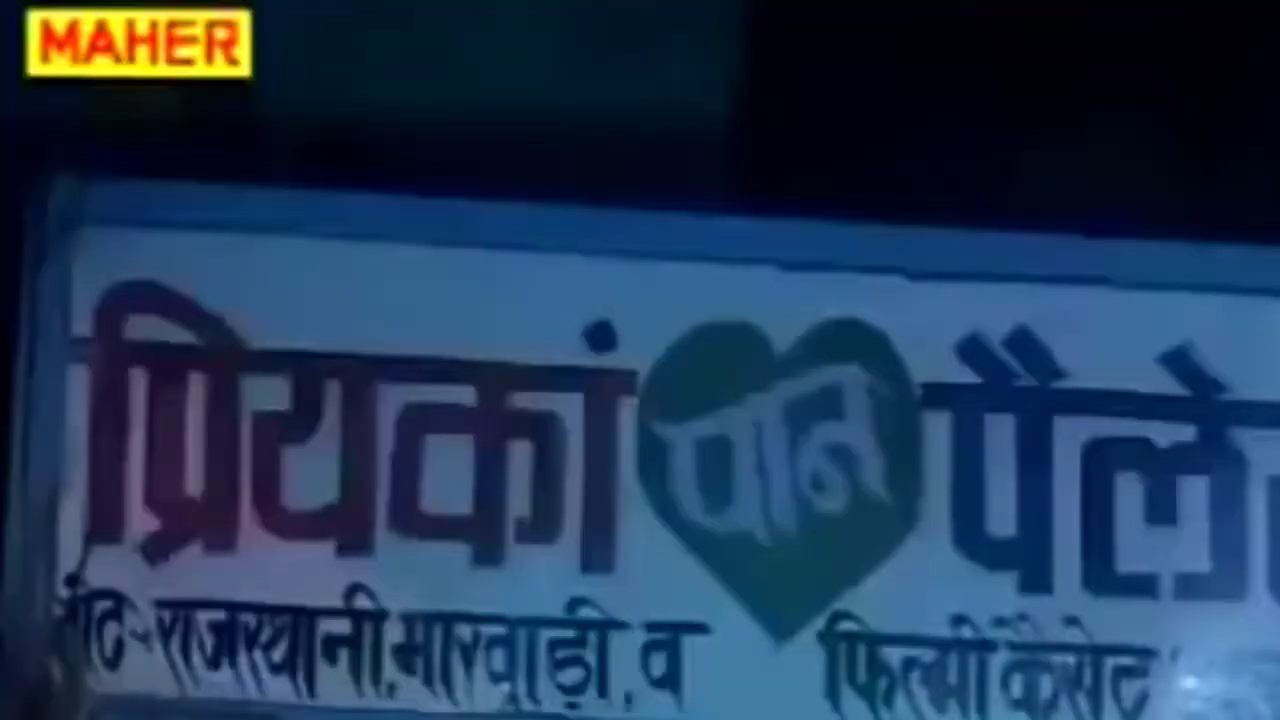 MAHER
प्रियकां पान पैले
राजस्थानी,मारवाड़ी,व फिल्मी कैसेट